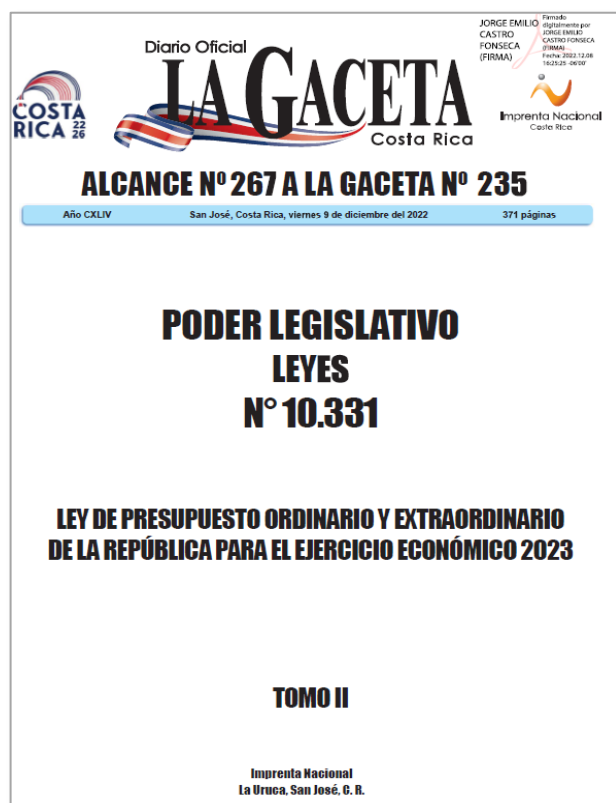 JORGE EMILIO
CASTRO
FONSECA
(FIRMA)
Firmado
digitalmente por
JORGE EMILIO
CASTRO FONSECA
(FIRMA)
Fecha: 2022.12.08
16:25:25 -06'00'
Diario Oficial
LA GACETA
Costa Rica
COSTA
RICA 22
26
Imprenta Nacional
Costa Rica
ALCANCE Nº 267 A LA GACETA Nº 235
Año CXLIV San José, Costa Rica, viernes 9 de diciembre del 2022 371 páginas
PODER LEGISLATIVO
LEYES
N° 10.331
LEY DE PRESUPUESTO ORDINARIO Y EXTRAORDINARIO
DE LA REPÚBLICA PARA EL EJERCICIO ECONÓMICO 2023
TOMO II
Imprenta Nacional
La Uruca, San José, C. R.